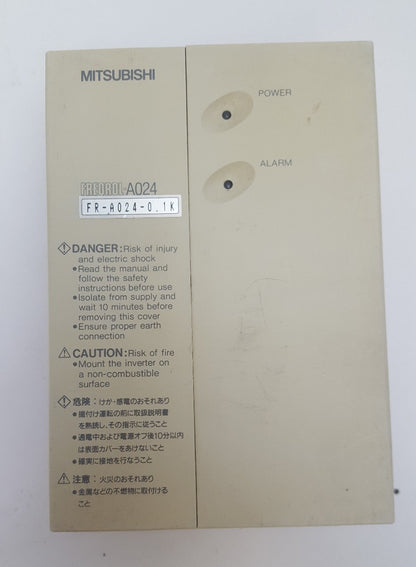 MITSUBISHI
POWER
ALARM
FREQROL-A024
FR-A024-0.1K
DANGER:Risk of injury
and electric shock
•Read the manual and
follow the safety
instructions before use
•Isolate from supply and
wait 10 minutes before
removing this cover
•Ensure proper earth
connection
CAUTION:Risk of fire
•Mount the inverter on
a non-combustible
surface
危険：けが・感電のおそれあり
•据付け運転の前に取扱説明書
を熟読し、その指示に従うこと
•通電中および電源オフ後10分以内
は表面カバーをあけないこと
•確実に接地を行なうこと
注意：火災のおそれあり
•金属などの不燃物に取付ける
こと